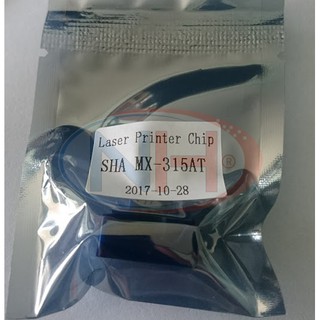 Laser Printer Chip
SHA MX-315AT
2017-10-28